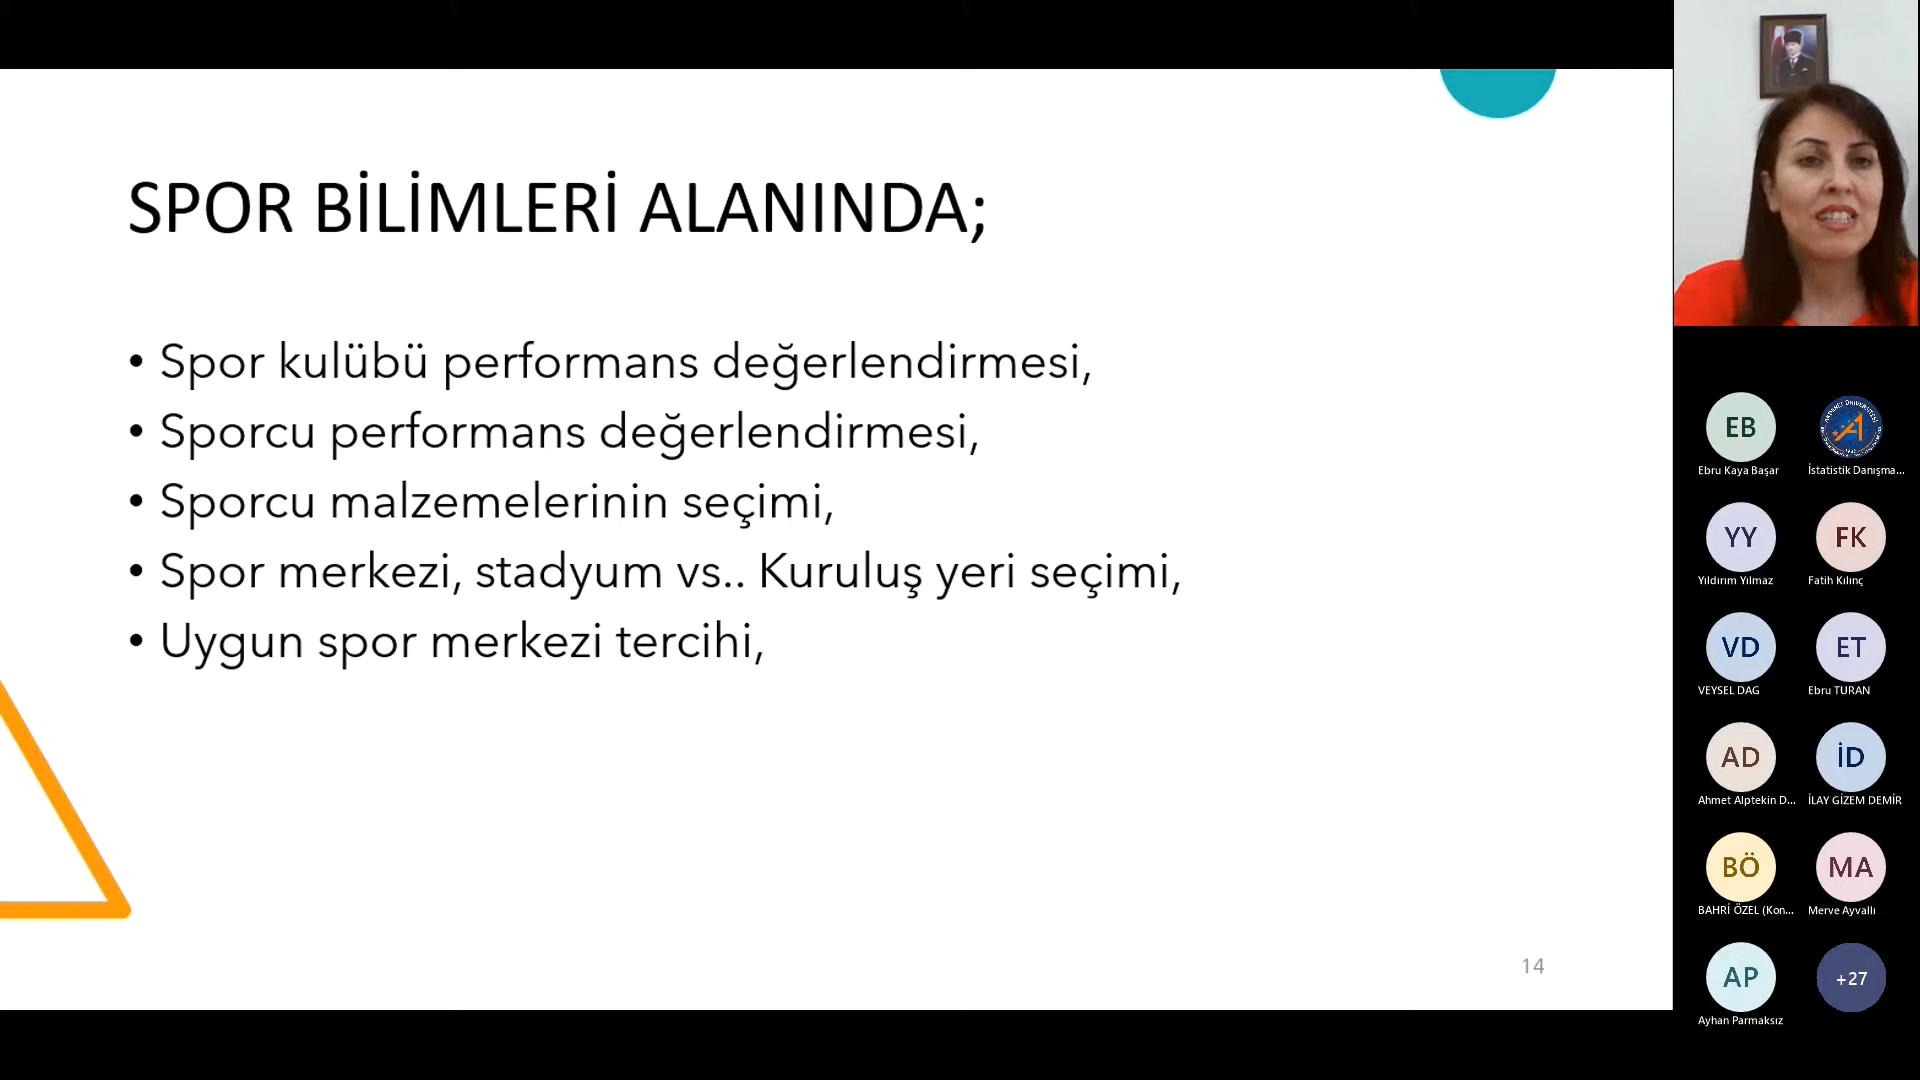 SPOR BİLİMLERİ ALANINDA;
• Spor kulübü performans değerlendirmesi,
• Sporcu performans değerlendirmesi,
• Sporcu malzemelerinin seçimi,
• Spor merkezi, stadyum vs.. Kuruluş yeri seçimi,
• Uygun spor merkezi tercihi,
14
EB
Ebru Kaya Başar
İstatistik Danışma...
YY
Yıldırım Yılmaz
FK
Fatih Kılınç
VD
VEYSEL DAG
ET
Ebru TURAN
AD
Ahmet Alptekin D...
İD
İLAY GİZEM DEMİR
BÖ
BAHRİ ÖZEL (Kon...
MA
Merve Ayvallı
AP
Ayhan Parmaksız
+27